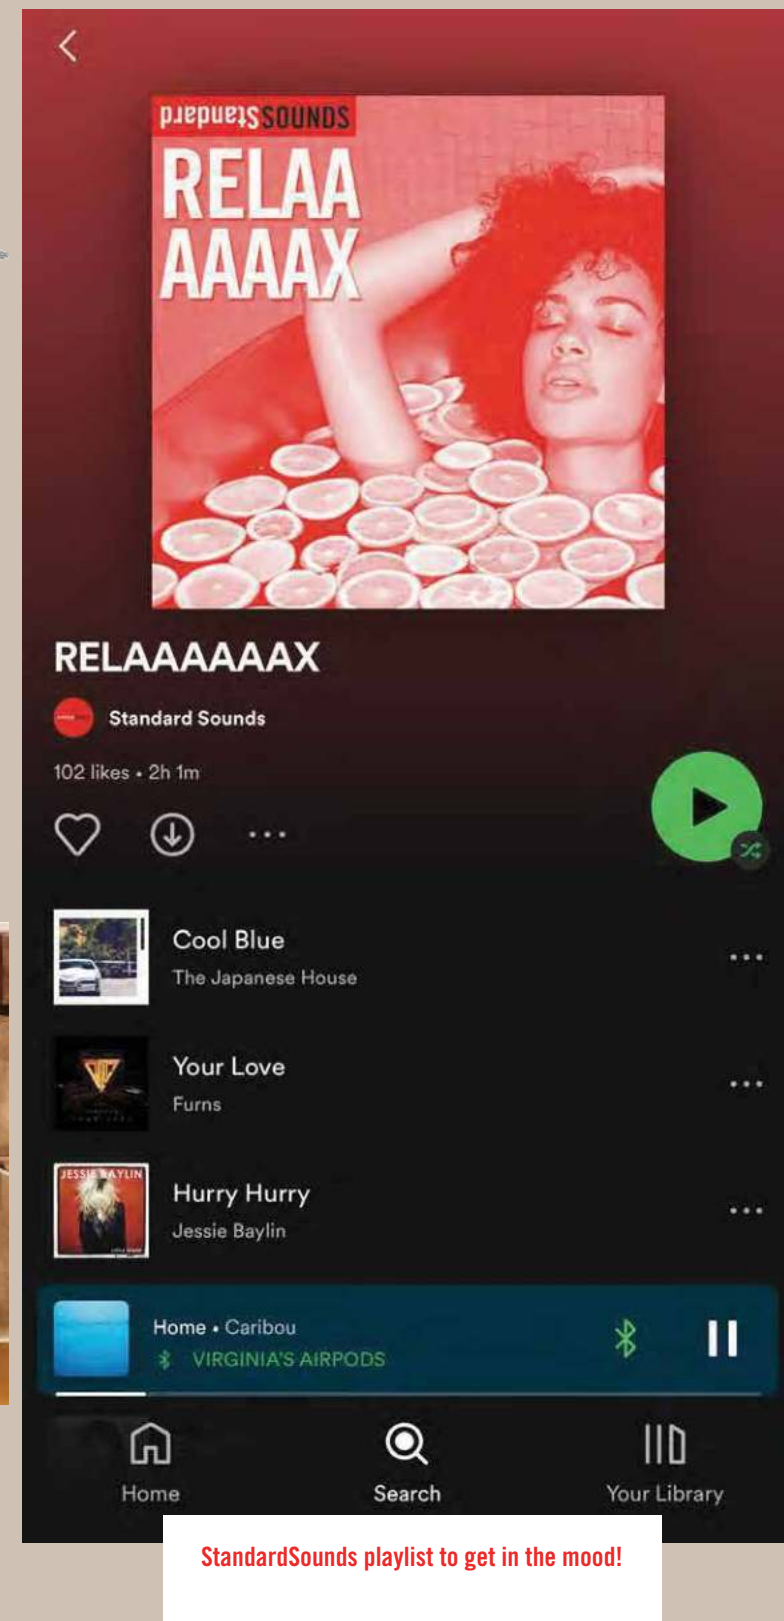 StandardSOUNDS
RELAA
AAAAX
RELAAAAAAAX
Standard Sounds
102 likes • 2h 1m
Cool Blue
The Japanese House
Your Love
Furns
JESSIE BAYLIN
Hurry Hurry
Jessie Baylin
Home • Caribou
VIRGINIA'S AIRPODS
Home
Search
Your Library
StandardSounds playlist to get in the mood!